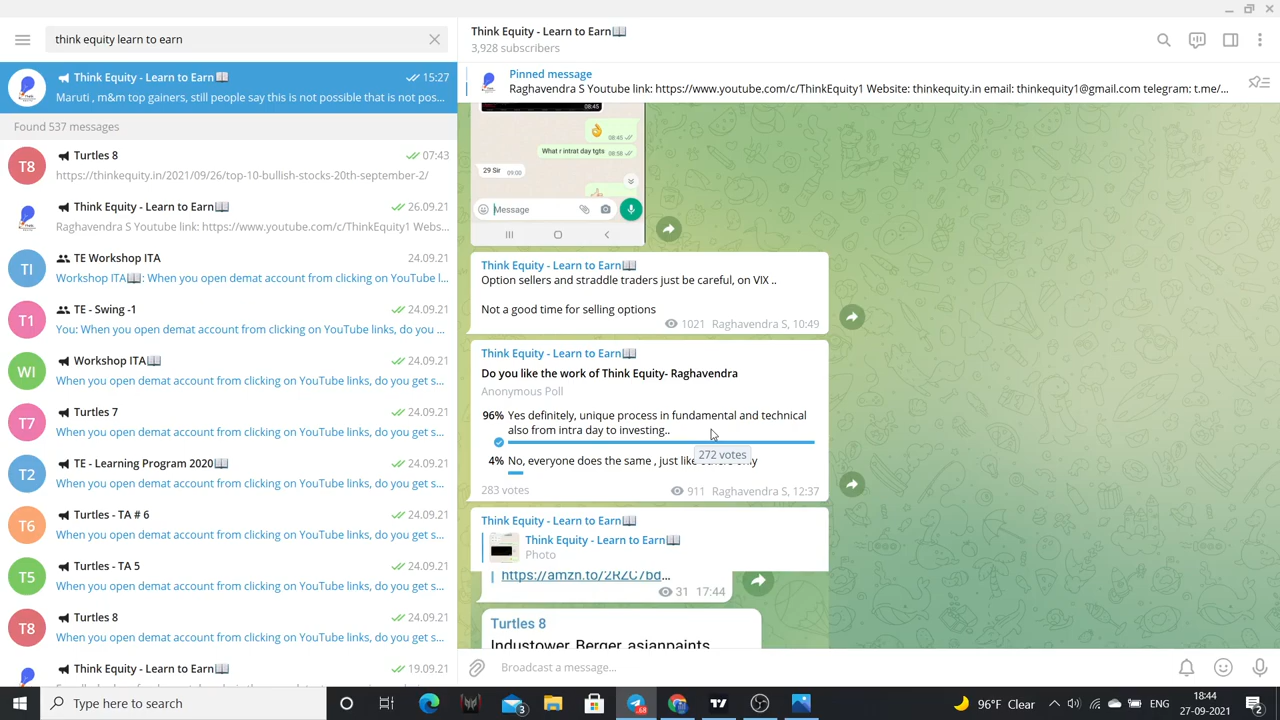 think equity learn to earn
Think Equity - Learn to Earn📖
15:27
Maruti , m&m top gainers, still people say this is not possible that is not pos...
Found 537 messages
T8
Turtles 8
07:43
https://thinkequity.in/2021/09/26/top-10-bullish-stocks-20th-september-2/
Think Equity - Learn to Earn📖
26.09.21
Raghavendra S Youtube link: https://www.youtube.com/c/ThinkEquity1 Webs...
TI
TE Workshop ITA
24.09.21
Workshop ITA📖: When you open demat account from clicking on YouTube l...
T1
TE - Swing -1
24.09.21
You: When you open demat account from clicking on YouTube links, do you ...
WI
Workshop ITA📖
24.09.21
When you open demat account from clicking on YouTube links, do you get s...
T7
Turtles 7
24.09.21
When you open demat account from clicking on YouTube links, do you get s...
T2
TE - Learning Program 2020📖
24.09.21
When you open demat account from clicking on YouTube links, do you get s...
T6
Turtles - TA # 6
24.09.21
When you open demat account from clicking on YouTube links, do you get s...
T5
Turtles - TA 5
24.09.21
When you open demat account from clicking on YouTube links, do you get s...
T8
Turtles 8
24.09.21
When you open demat account from clicking on YouTube links, do you get s...
Think Equity - Learn to Earn📖
19.09.21
Think Equity - Learn to Earn📖
3,928 subscribers
Pinned message
Raghavendra S Youtube link: https://www.youtube.com/c/ThinkEquity1 Website: thinkequity.in email: thinkequity1@gmail.com telegram: t.me/...
08:45
👌 08:45
What r intrat day tgts 08:58
29 Sir 09:00
Message
Think Equity - Learn to Earn📖
Option sellers and straddle traders just be careful, on VIX ..
Not a good time for selling options
1021 Raghavendra S, 10:49
Think Equity - Learn to Earn📖
Do you like the work of Think Equity- Raghavendra
Anonymous Poll
96% Yes definitely, unique process in fundamental and technical
also from intra day to investing..
272 votes
4% No, everyone does the same , just like only
283 votes
911 Raghavendra S, 12:37
Think Equity - Learn to Earn📖
Think Equity - Learn to Earn📖
Photo
https://amzn.to/2RZC7bd...
31 17:44
Turtles 8
Industower Berger asianpaints
Broadcast a message...
Type here to search
3
.68
96°F Clear
18:44
27-09-2021
2